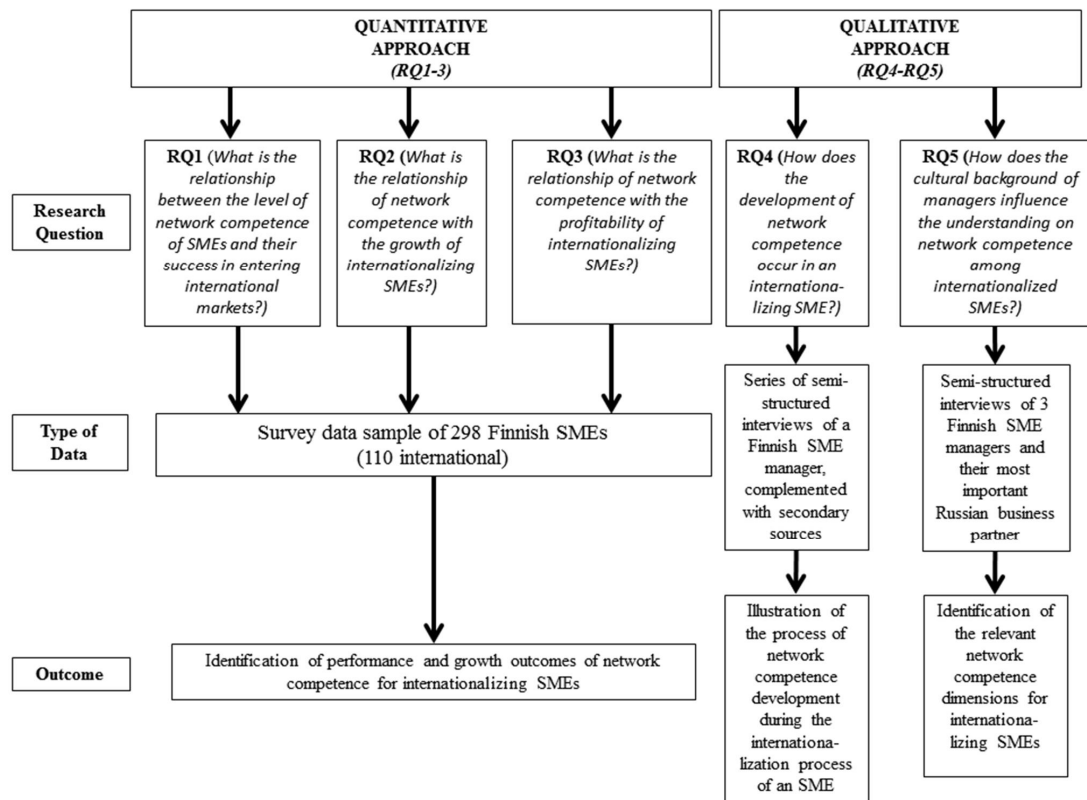 QUANTITATIVE
APPROACH
(RQ1-3)
QUALITATIVE
APPROACH
(RQ4-RQ5)
Research
Question
RQ1 (What is the
relationship
between the level of
network competence
of SMEs and their
success in entering
international
markets?)
RQ2 (What is
the relationship
of network
competence with
the growth of
internationalizing
SMEs?)
RQ3 (What is the
relationship of network
competence with the
profitability of
internationalizing
SMEs?)
RQ4 (How does
the
development of
network
competence
occur in an
internationa-
lizing SME?)
RQ5 (How does the
cultural background of
managers influence
the understanding on
network competence
among
internationalized
SMEs?)
Type of
Data
Survey data sample of 298 Finnish SMEs
(110 international)
Series of semi-
structured
interviews of a
Finnish SME
manager,
complemented
with secondary
sources
Semi-structured
interviews of 3
Finnish SME
managers and
their most
important
Russian business
partner
Outcome
Identification of performance and growth outcomes of network
competence for internationalizing SMEs
Illustration of
the process of
network
competence
development
during the
internationa-
lization process
of an SME
Identification of
the relevant
network
competence
dimensions for
internationa-
lizing SMEs